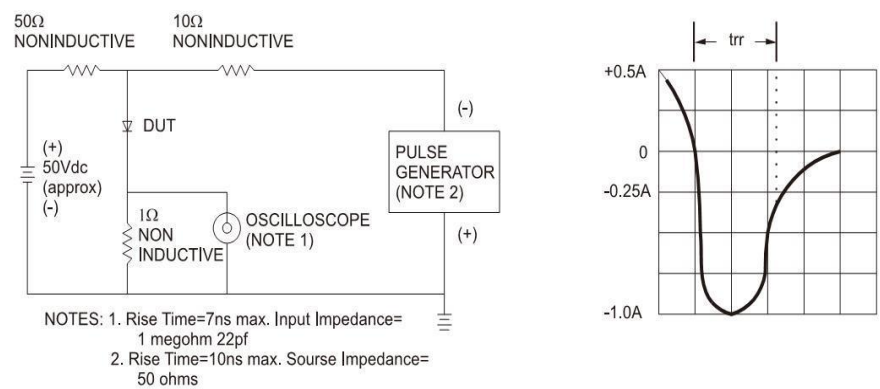 50Ω
NONINDUCTIVE
10Ω
NONINDUCTIVE
DUT
(+)
50Vdc
(approx)
(-)
1Ω
NON
INDUCTIVE
OSCILLOSCOPE
(NOTE 1)
(-)
PULSE
GENERATOR
(NOTE 2)
(+)
NOTES: 1. Rise Time=7ns max. Input Impedance=
1 megohm 22pf
2. Rise Time=10ns max. Sourse Impedance=
50 ohms
trr
+0.5A
0
-0.25A
-1.0A